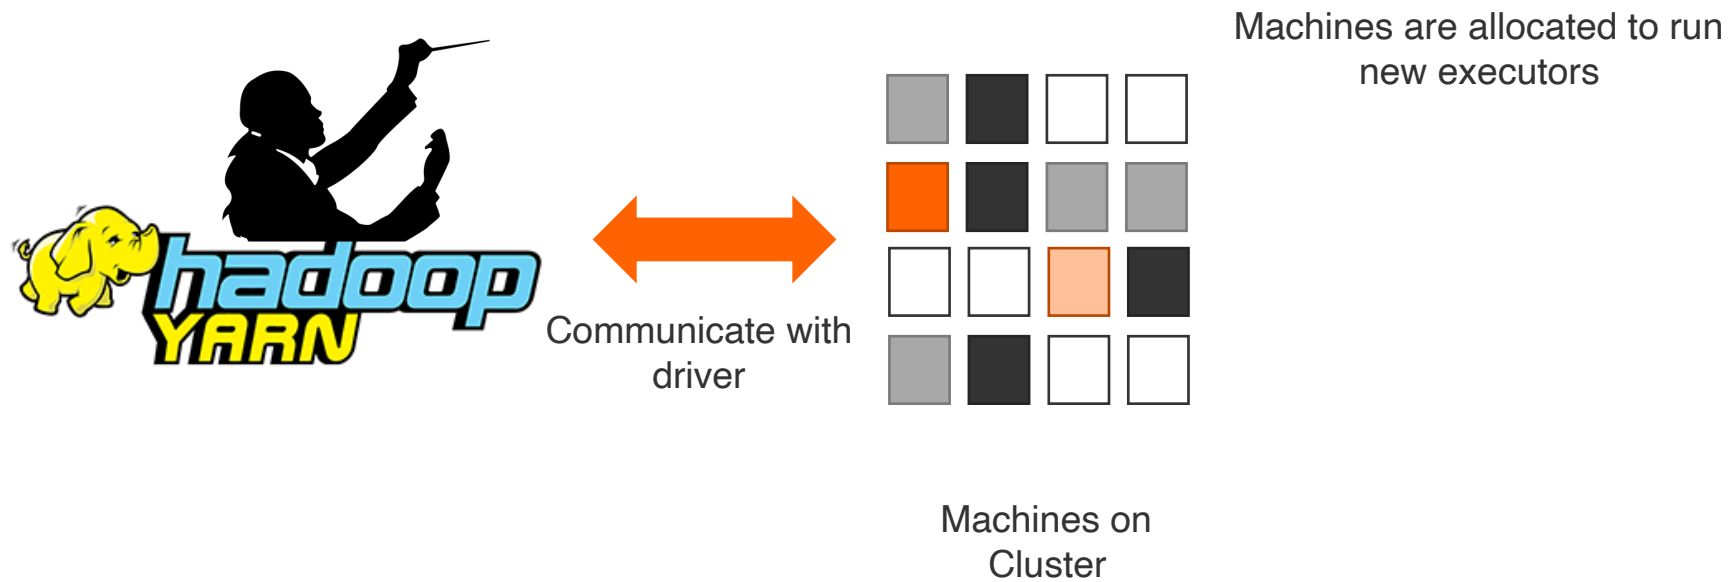 Machines are allocated to run
new executors
hadoop
YARN
Communicate with
driver
Machines on
Cluster